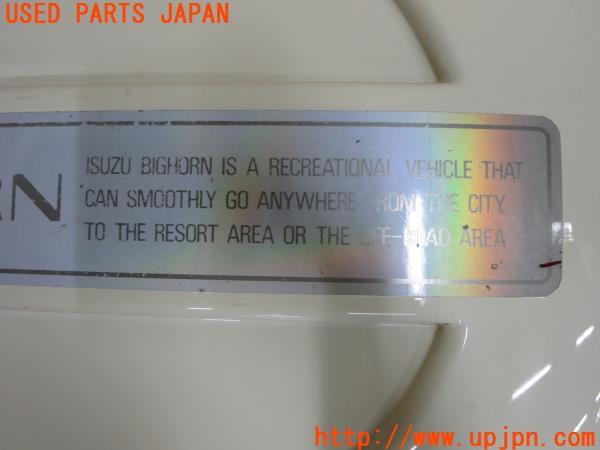 USED PARTS JAPAN
RN
ISUZU BIGHORN IS A RECREATIONAL VEHICLE THAT
CAN SMOOTHLY GO ANYWHERE FROM THE CITY
TO THE RESORT AREA OR THE OFF-ROAD AREA
http://www.upjpn.com/